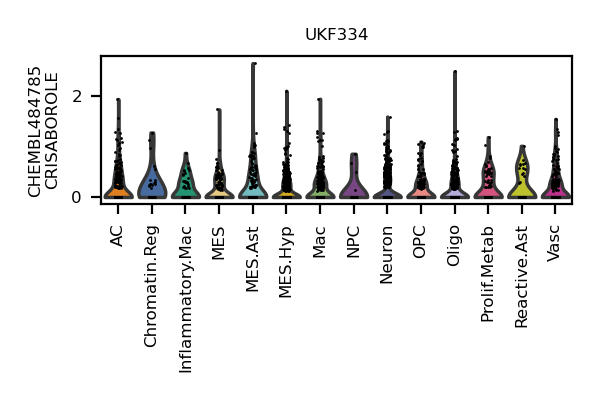 UKF334
CHEMBL484785
CRISABOROLE
2
0
AC
Chromatin.Reg
Inflammatory.Mac
MES
MES.Ast
MES.Hyp
Mac
NPC
Neuron
OPC
Oligo
Prolif.Metab
Reactive.Ast
Vasc